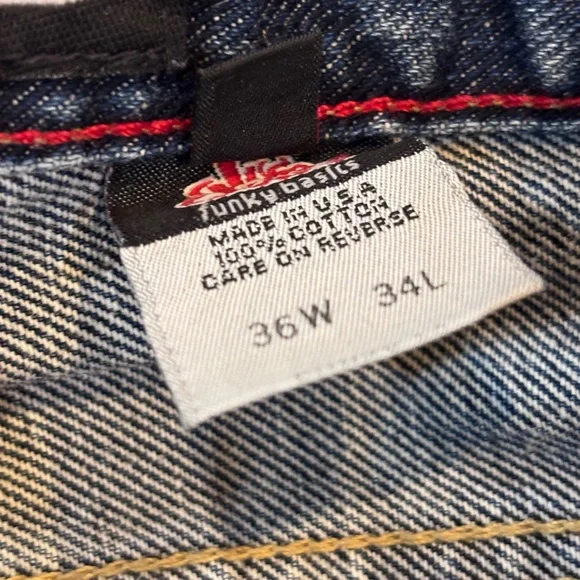 funky basics
MADE IN U.S.A
100% COTTON
CARE ON REVERSE
36W 34L